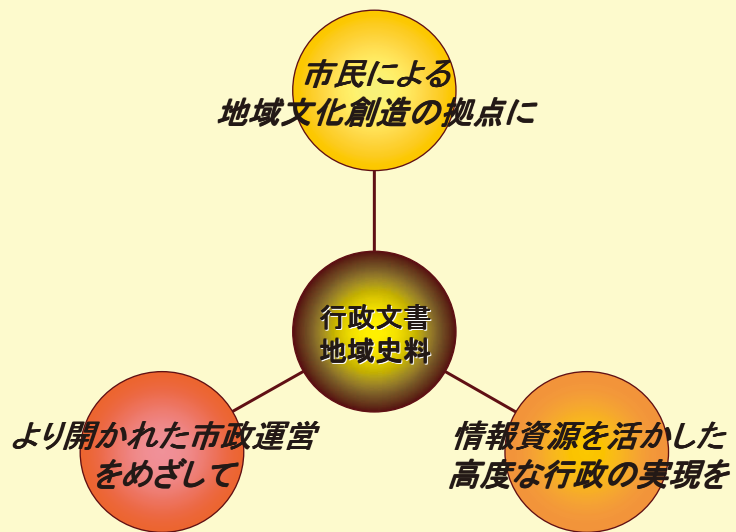 市民による
地域文化創造の拠点に
行政文書
地域史料
より開かれた市政運営
をめざして
情報資源を活かした
高度な行政の実現を